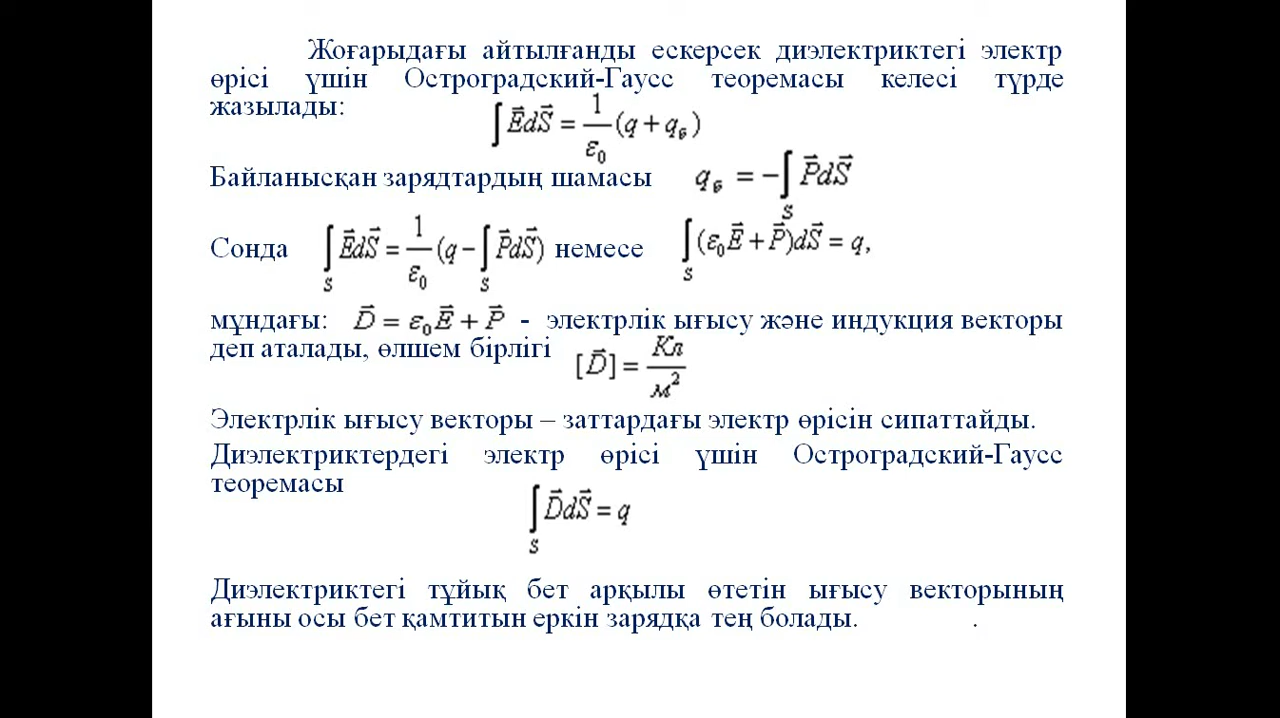 Жоғарыдағы айтылғанды ескерсек диэлектриктегі электр
өрісі үшін Остроградский-Гаусс теоремасы келесі түрде
жазылады: ∫E⃗dS⃗ = 1/ε₀ (q + q_б)
Байланысқан зарядтардың шамасы q_б = −∫_S P⃗dS⃗
Сонда ∫_S E⃗dS⃗ = 1/ε₀ (q − ∫_S P⃗dS⃗) немесе ∫_S (ε₀E⃗ + P⃗)dS⃗ = q,
мұндағы: D⃗ = ε₀E⃗ + P⃗ - электрлік ығысу және индукция векторы
деп аталады, өлшем бірлігі [D⃗] = Кл/м²
Электрлік ығысу векторы – заттардағы электр өрісін сипаттайды.
Диэлектриктердегі электр өрісі үшін Остроградский-Гаусс
теоремасы
∫_S D⃗dS⃗ = q
Диэлектриктегі тұйық бет арқылы өтетін ығысу векторының
ағыны осы бет қамтитын еркін зарядқа тең болады. .